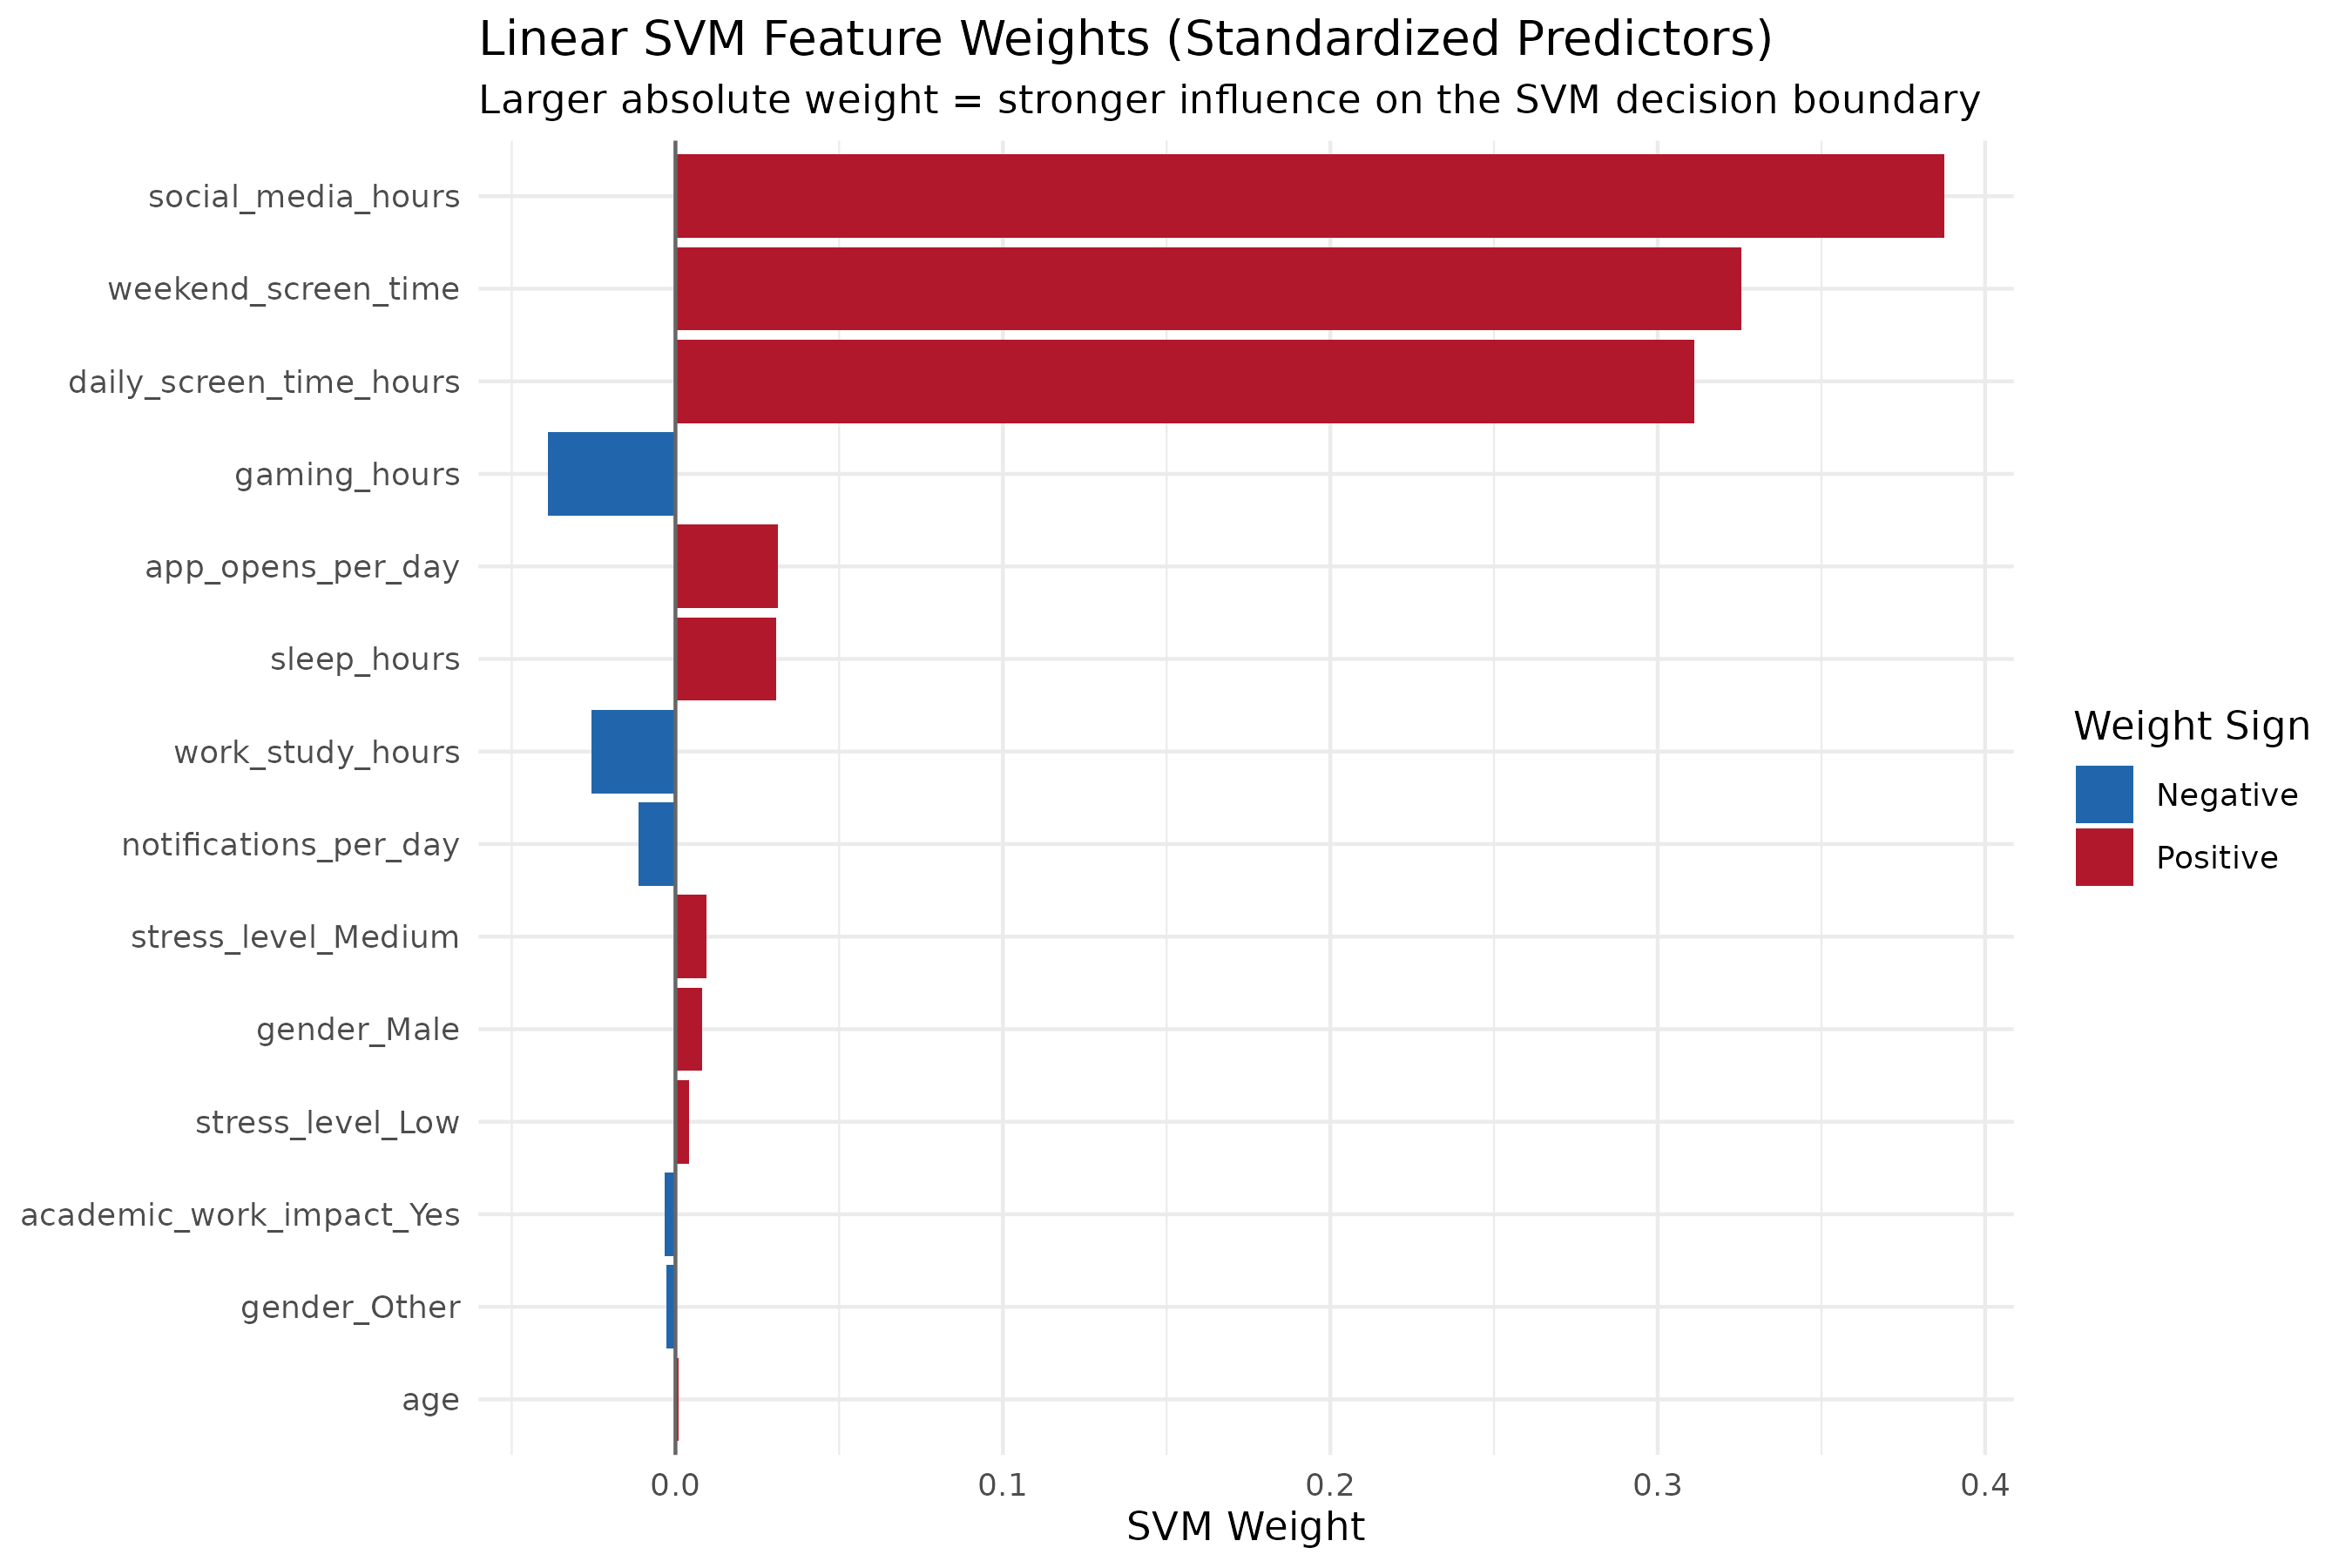 Linear SVM Feature Weights (Standardized Predictors)
Larger absolute weight = stronger influence on the SVM decision boundary
social_media_hours
weekend_screen_time
daily_screen_time_hours
gaming_hours
app_opens_per_day
sleep_hours
work_study_hours
notifications_per_day
stress_level_Medium
gender_Male
stress_level_Low
academic_work_impact_Yes
gender_Other
age
0.0 0.1 0.2 0.3 0.4
SVM Weight
Weight Sign
Negative
Positive